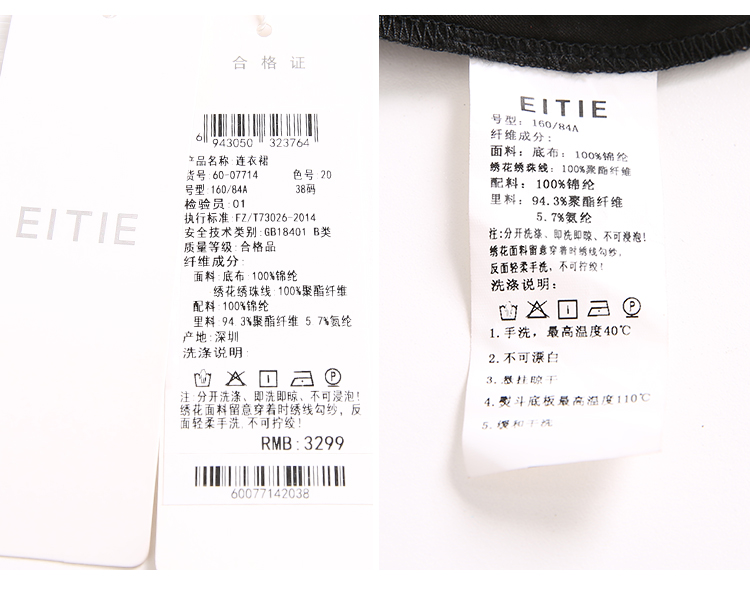 EITIE
合格证
6 943050 323764
产品名称:连衣裙
货号:60-07714 色号:20
号型:160/84A 38码
检验员:01
执行标准:FZ/T73026-2014
安全技术类别:GB18401 B类
质量等级:合格品
纤维成分:
面料:底布:100%锦纶
绣花绣珠线:100%聚酯纤维
配料:100%锦纶
里料:94.3%聚酯纤维 5.7%氨纶
产地:深圳
洗涤说明:
P
注:分开洗涤、即洗即晾、不可浸泡!
绣花面料留意穿着时绣线勾纱，反
面轻柔手洗、不可拧绞!
RMB:3299
60077142038
EITIE
号型:160/84A
纤维成分:
面料:底布:100%锦纶
绣花绣珠线:100%聚酯纤维
配料:100%锦纶
里料:94.3%聚酯纤维
5.7%氨纶
注:分开洗涤、即洗即晾、不可浸泡!
绣花面料留意穿着时绣线勾纱，
反面轻柔手洗、不可拧绞!
洗涤说明:
P
1.手洗，最高温度40℃
2.不可漂白
3.悬挂晾干
4.熨斗底板最高温度110℃
5.缓和干洗